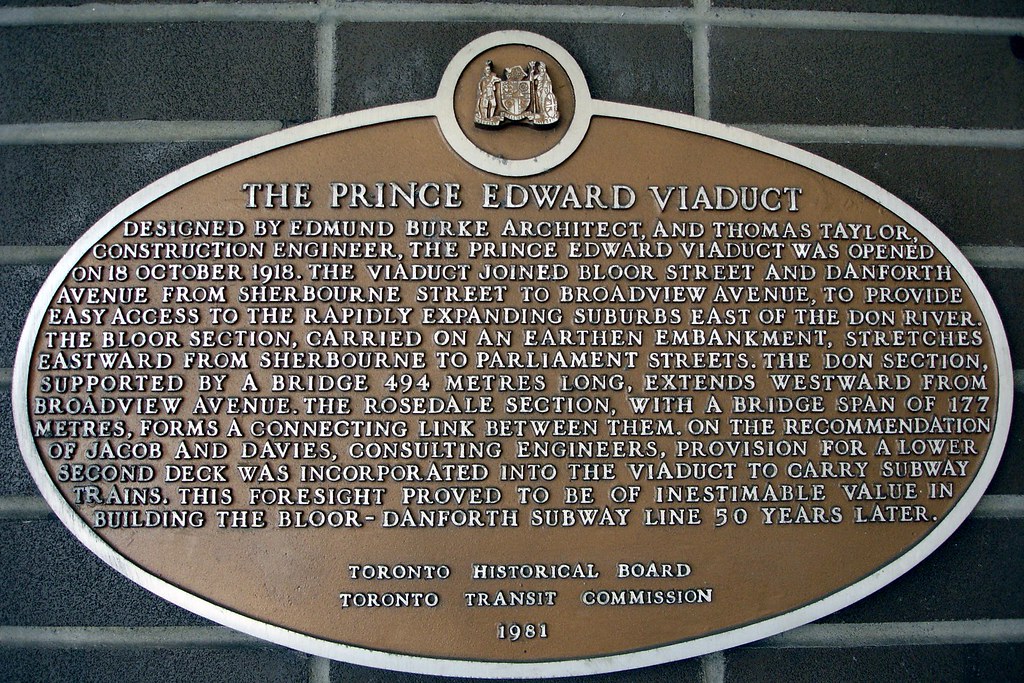 THE PRINCE EDWARD VIADUCT
DESIGNED BY EDMUND BURKE ARCHITECT, AND THOMAS TAYLOR,
CONSTRUCTION ENGINEER, THE PRINCE EDWARD VIADUCT WAS OPENED
ON 18 OCTOBER 1918. THE VIADUCT JOINED BLOOR STREET AND DANFORTH
AVENUE FROM SHERBOURNE STREET TO BROADVIEW AVENUE, TO PROVIDE
EASY ACCESS TO THE RAPIDLY EXPANDING SUBURBS EAST OF THE DON RIVER.
THE BLOOR SECTION, CARRIED ON AN EARTHEN EMBANKMENT, STRETCHES
EASTWARD FROM SHERBOURNE TO PARLIAMENT STREETS. THE DON SECTION,
SUPPORTED BY A BRIDGE 494 METRES LONG, EXTENDS WESTWARD FROM
BROADVIEW AVENUE. THE ROSEDALE SECTION, WITH A BRIDGE SPAN OF 177
METRES, FORMS A CONNECTING LINK BETWEEN THEM. ON THE RECOMMENDATION
OF JACOB AND DAVIES, CONSULTING ENGINEERS, PROVISION FOR A LOWER
SECOND DECK WAS INCORPORATED INTO THE VIADUCT TO CARRY SUBWAY
TRAINS. THIS FORESIGHT PROVED TO BE OF INESTIMABLE VALUE IN
BUILDING THE BLOOR-DANFORTH SUBWAY LINE 50 YEARS LATER.
TORONTO HISTORICAL BOARD
TORONTO TRANSIT COMMISSION
1981